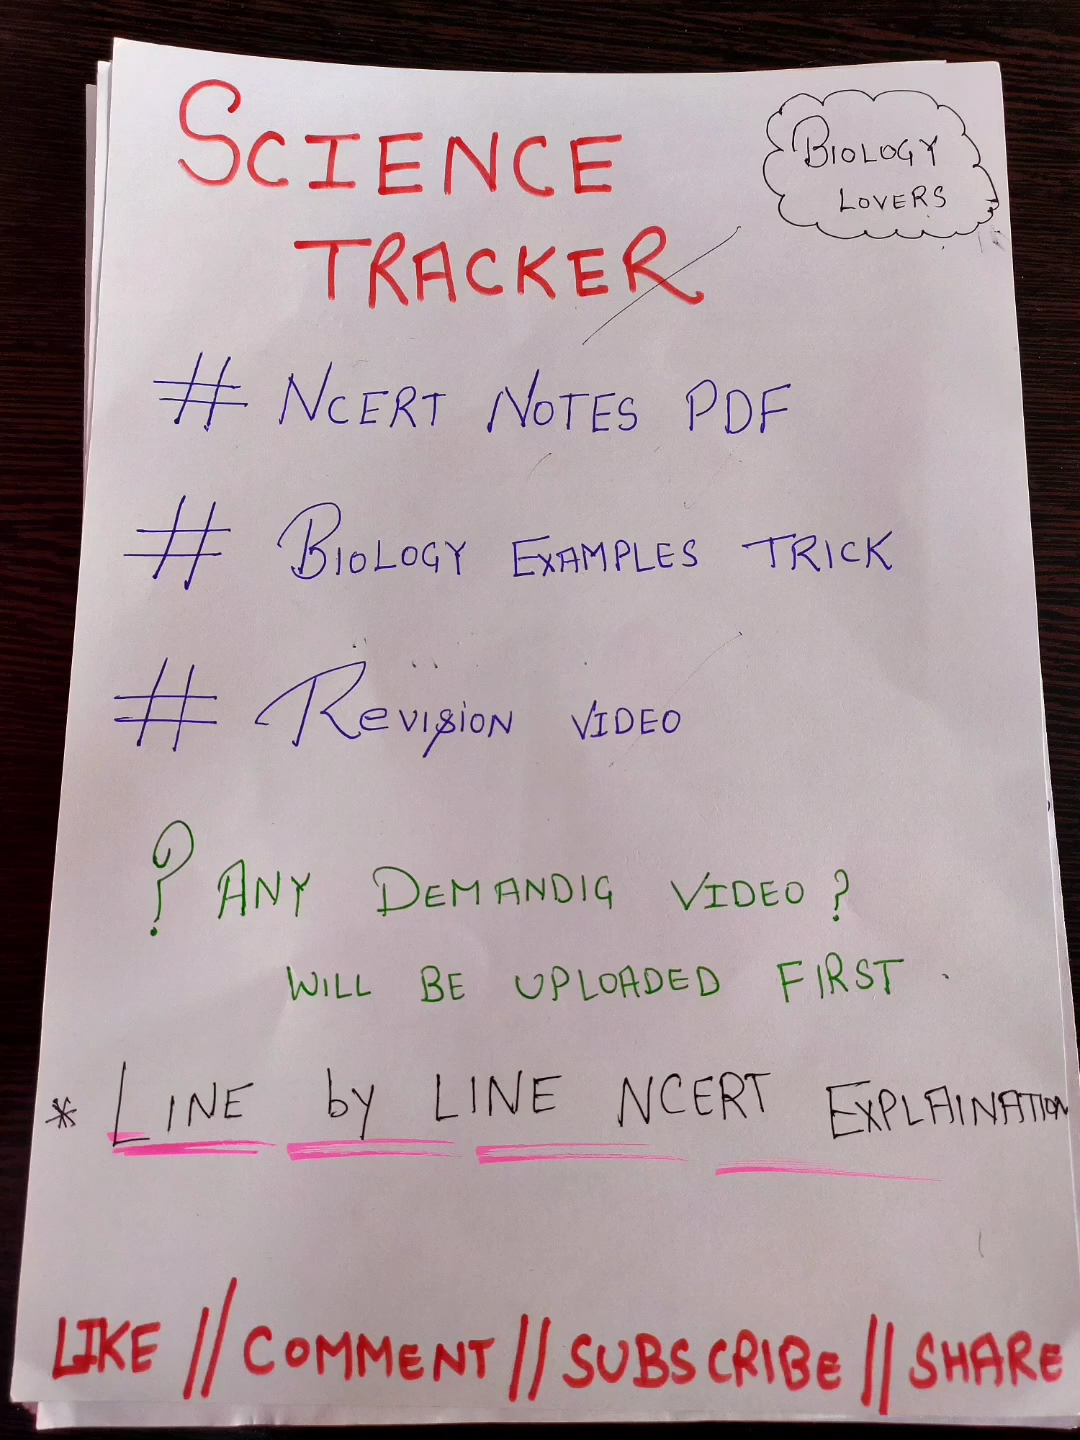 SCIENCE
TRACKER
BIOLOGY
LOVERS
# NCERT NOTES PDF
# BIOLOGY EXAMPLES TRICK
# REVISION VIDEO
? ANY DEMANDIG VIDEO?
WILL BE UPLOADED FIRST
* LINE by LINE NCERT EXPLAINATION
LIKE // COMMENT // SUBSCRIBE // SHARE